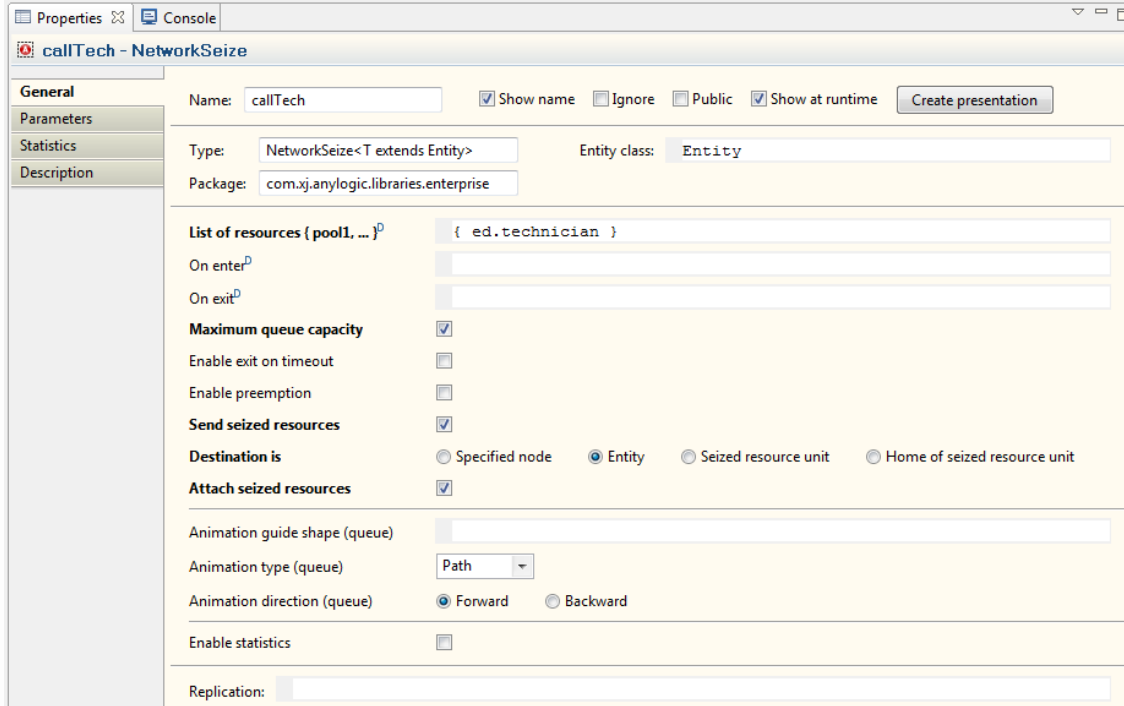 Properties Console
callTech - NetworkSeize
General
Parameters
Statistics
Description
Name: callTech Show name Ignore Public Show at runtime Create presentation
Type: NetworkSeize<T extends Entity> Entity class: Entity
Package: com.xj.anylogic.libraries.enterprise
List of resources { pool1, ... }D { ed.technician }
On enterD
On exitD
Maximum queue capacity
Enable exit on timeout
Enable preemption
Send seized resources
Destination is Specified node Entity Seized resource unit Home of seized resource unit
Attach seized resources
Animation guide shape (queue)
Animation type (queue) Path
Animation direction (queue) Forward Backward
Enable statistics
Replication: